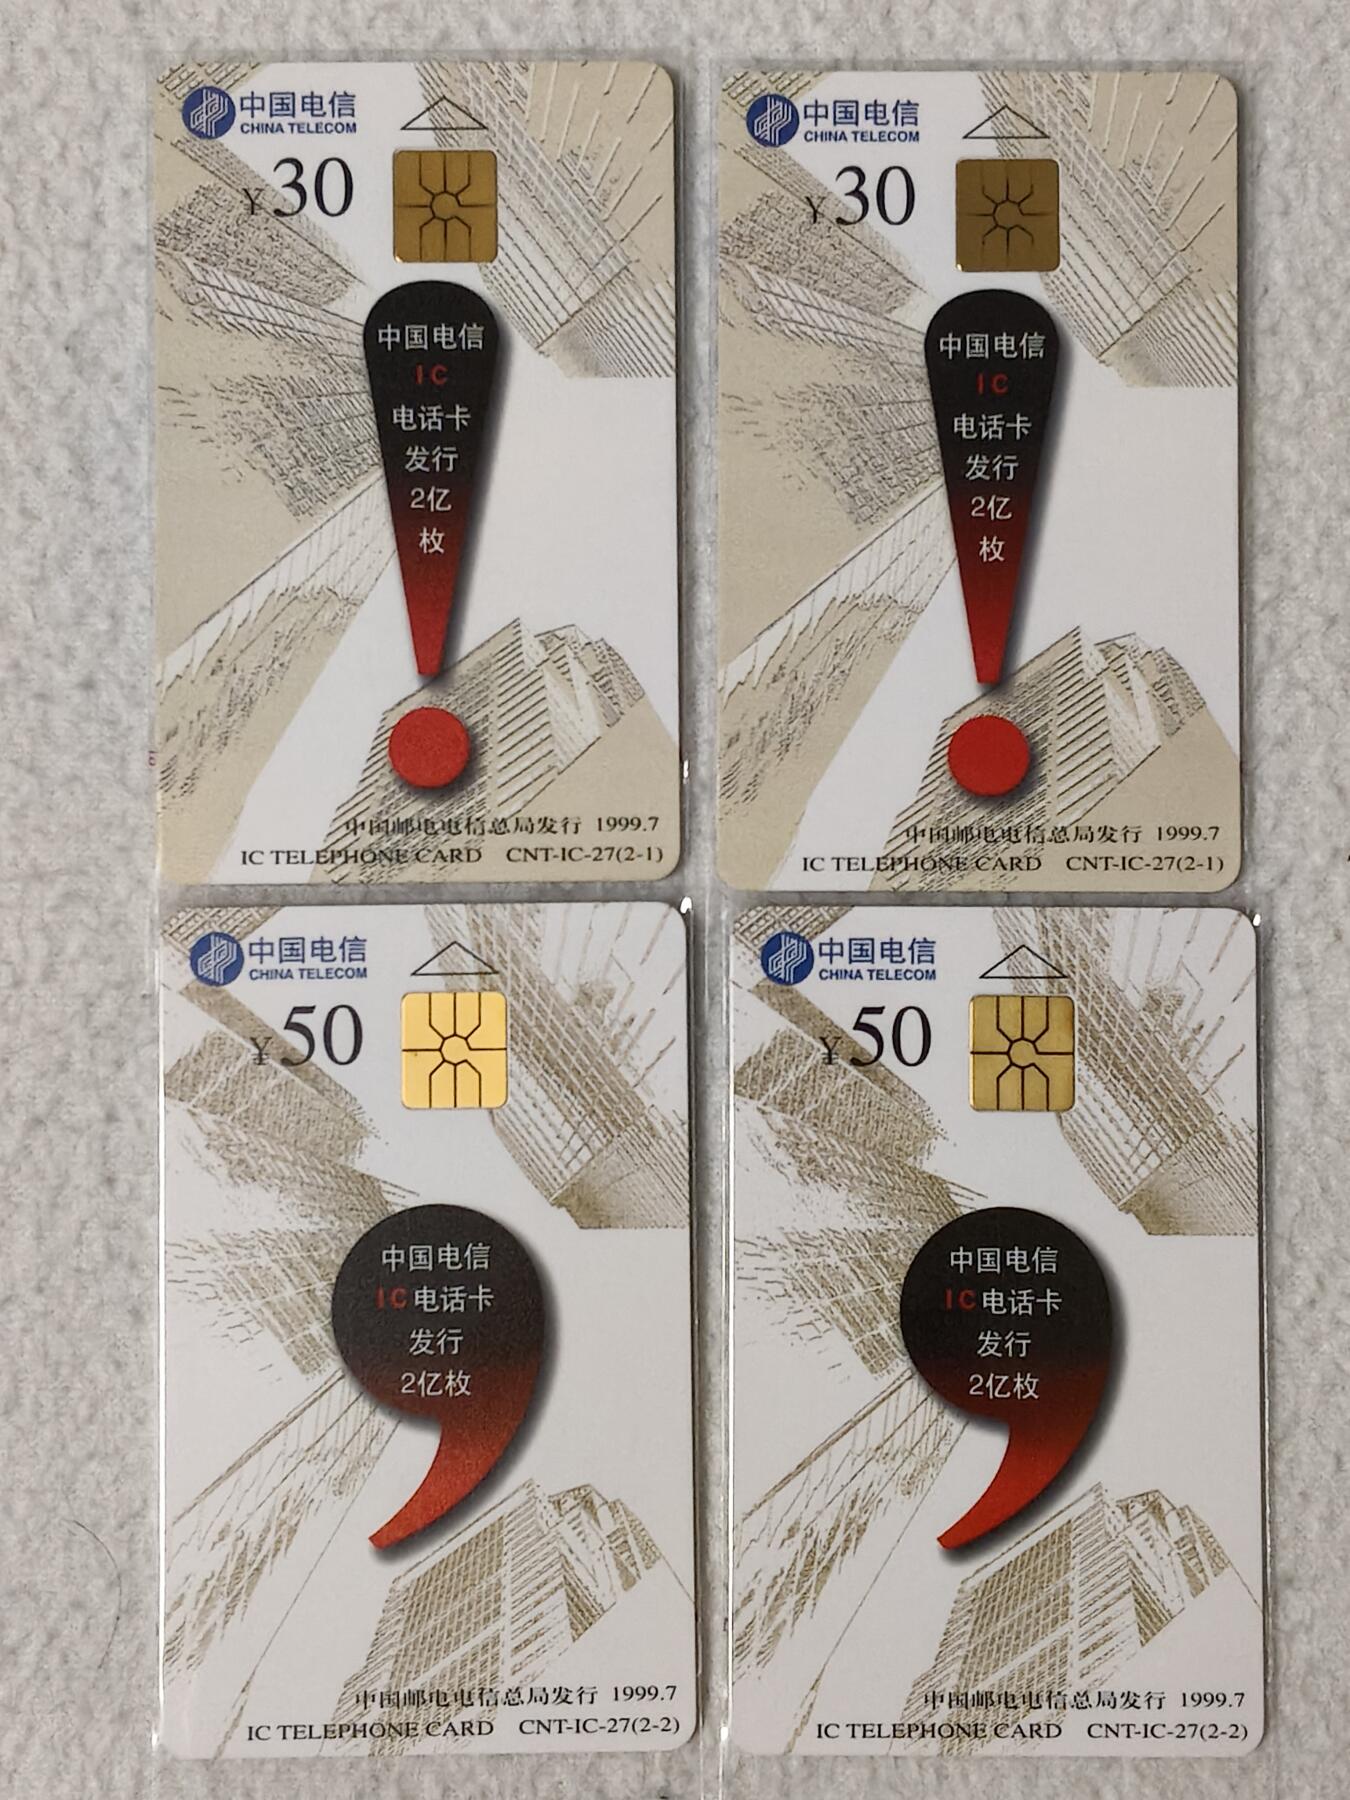 中国电信
CHINA TELECOM
¥30
中国电信
IC
电话卡
发行
2亿
枚
中国邮电电信总局发行 1999.7
IC TELEPHONE CARD CNT-IC-27(2-1)
中国电信
CHINA TELECOM
¥30
中国电信
IC
电话卡
发行
2亿
枚
中国邮电电信总局发行 1999.7
IC TELEPHONE CARD CNT-IC-27(2-1)
中国电信
CHINA TELECOM
¥50
中国电信
IC电话卡
发行
2亿枚
中国邮电电信总局发行 1999.7
IC TELEPHONE CARD CNT-IC-27(2-2)
中国电信
CHINA TELECOM
¥50
中国电信
IC电话卡
发行
2亿枚
中国邮电电信总局发行 1999.7
IC TELEPHONE CARD CNT-IC-27(2-2)